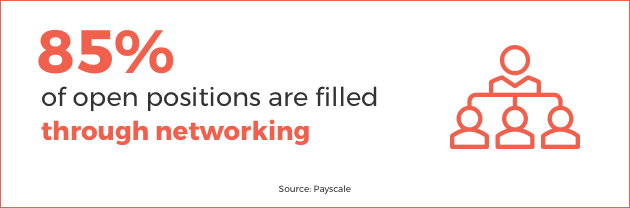 85%
of open positions are filled
through networking
Source: Payscale